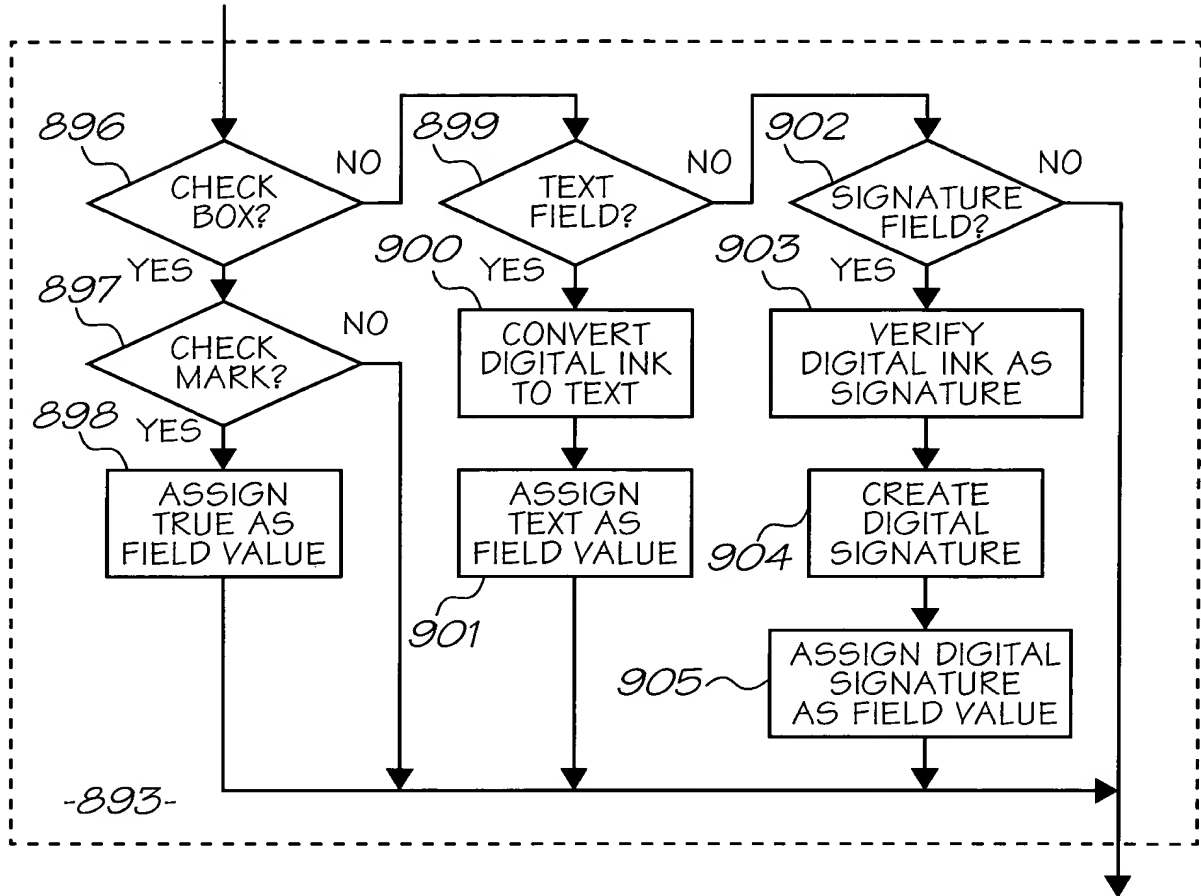 896
CHECK
BOX?
NO
YES
897
CHECK
MARK?
NO
YES
898
ASSIGN
TRUE AS
FIELD VALUE
899
TEXT
FIELD?
NO
YES
900
CONVERT
DIGITAL INK
TO TEXT
ASSIGN
TEXT AS
FIELD VALUE
901
902
SIGNATURE
FIELD?
NO
YES
903
VERIFY
DIGITAL INK AS
SIGNATURE
CREATE
DIGITAL
SIGNATURE
904
ASSIGN DIGITAL
SIGNATURE
AS FIELD VALUE
905
-893-